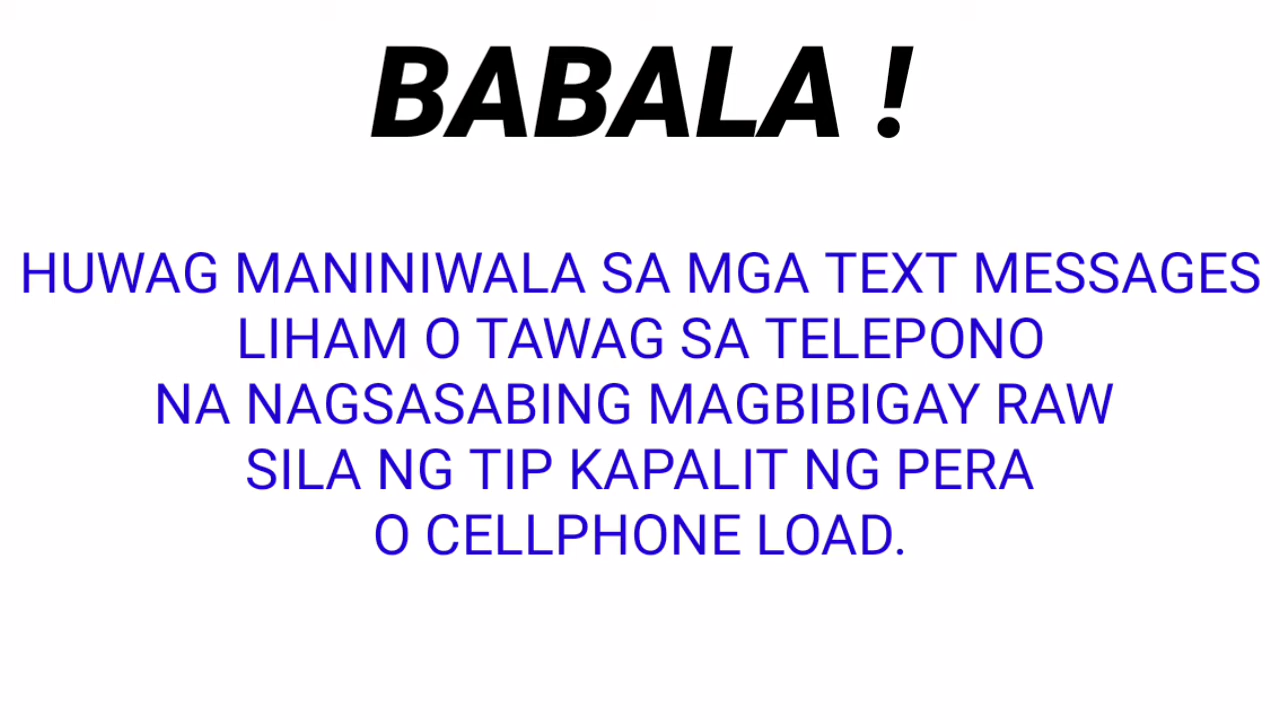 BABALA !
HUWAG MANINIWALA SA MGA TEXT MESSAGES
LIHAM O TAWAG SA TELEPONO
NA NAGSASABING MAGBIBIGAY RAW
SILA NG TIP KAPALIT NG PERA
O CELLPHONE LOAD.